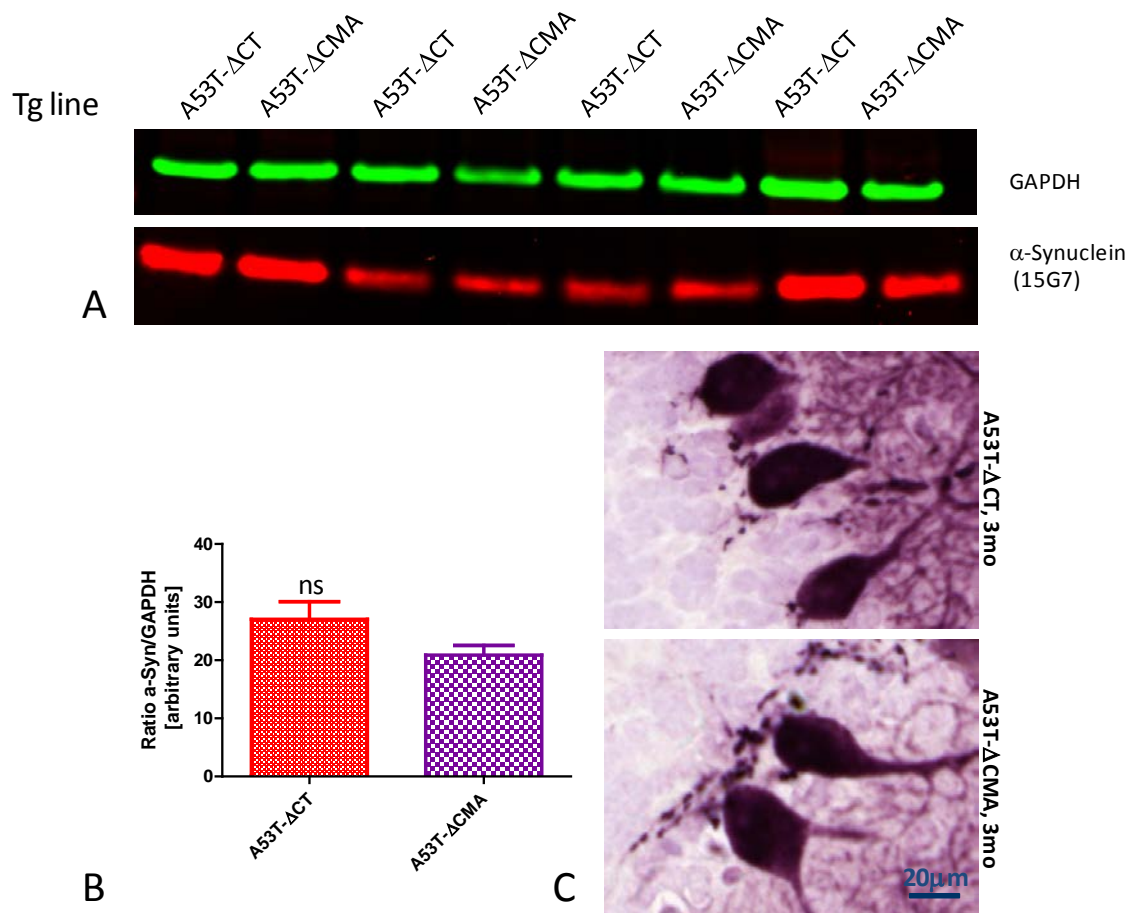 A53T-ΔCT
A53T-ΔCMA
A53T-ΔCT
A53T-ΔCMA
A53T-ΔCT
A53T-ΔCMA
A53T-ΔCT
A53T-ΔCMA
Tg line
GAPDH
α-Synuclein
(15G7)
A
A53T-ΔCT, 3mo
Ratio a-Syn/GAPDH
[arbitrary units]
40
30
20
10
0
ns
A53T-ΔCT
A53T-ΔCMA
B
A53T-ΔCMA, 3mo
20μm
C